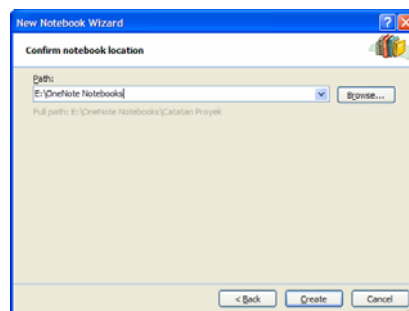 New Notebook Wizard
Confirm notebook location
Path:
E:\OneNote Notebooks
Browse...
Full path: E:\OneNote Notebooks\Catatan Proyek
< Back
Create
Cancel